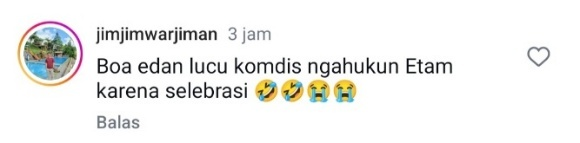 jimjimwarjiman 3 jam
Boa edan lucu komdis ngahukun Etam
karena selebrasi 🤣🤣😭😭
Balas